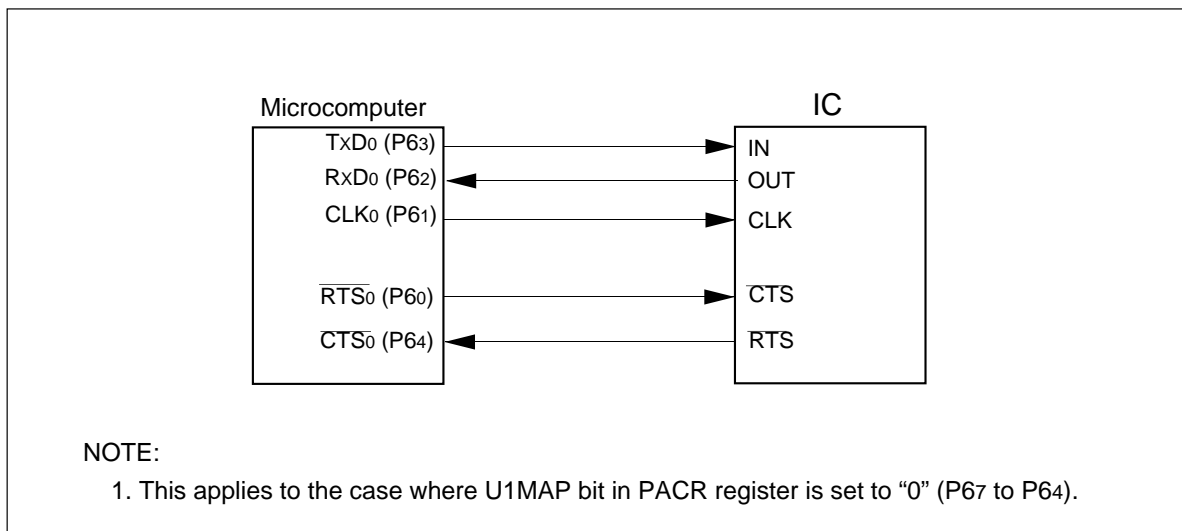 Microcomputer IC
TxD0 (P63) IN
RxD0 (P62) OUT
CLK0 (P61) CLK
RTS0 (P60) CTS
CTS0 (P64) RTS
NOTE:
1. This applies to the case where U1MAP bit in PACR register is set to “0” (P67 to P64).